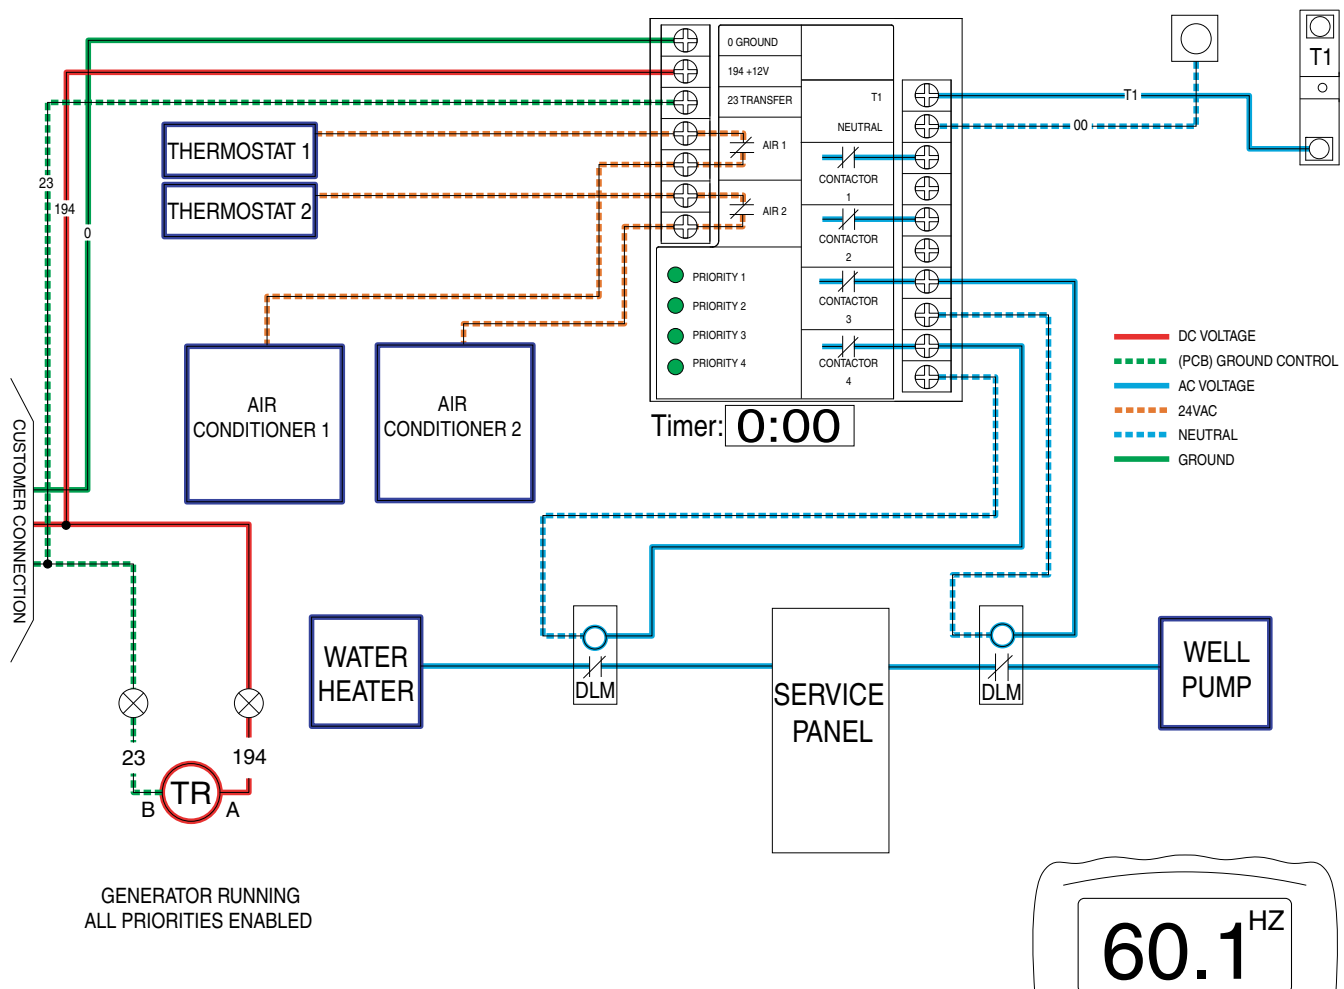 0 GROUND
194 +12V
23 TRANSFER
T1
NEUTRAL
AIR 1
AIR 2
CONTACTOR
1
CONTACTOR
2
CONTACTOR
3
CONTACTOR
4
PRIORITY 1
PRIORITY 2
PRIORITY 3
PRIORITY 4
Timer: 0:00
T1
00
T1
THERMOSTAT 1
THERMOSTAT 2
23
194
0
AIR
CONDITIONER 1
AIR
CONDITIONER 2
DC VOLTAGE
(PCB) GROUND CONTROL
AC VOLTAGE
24VAC
NEUTRAL
GROUND
CUSTOMER CONNECTION
WATER
HEATER
DLM
SERVICE
PANEL
DLM
WELL
PUMP
23
194
B
TR
A
GENERATOR RUNNING
ALL PRIORITIES ENABLED
60.1 HZ